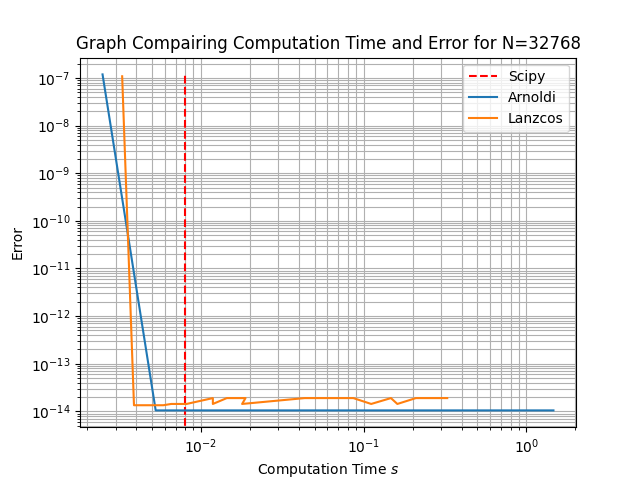 Graph Compairing Computation Time and Error for N=32768
Scipy
Arnoldi
Lanzcos
Error
10⁻⁷
10⁻⁸
10⁻⁹
10⁻¹⁰
10⁻¹¹
10⁻¹²
10⁻¹³
10⁻¹⁴
10⁻² 10⁻¹ 10⁰
Computation Time s